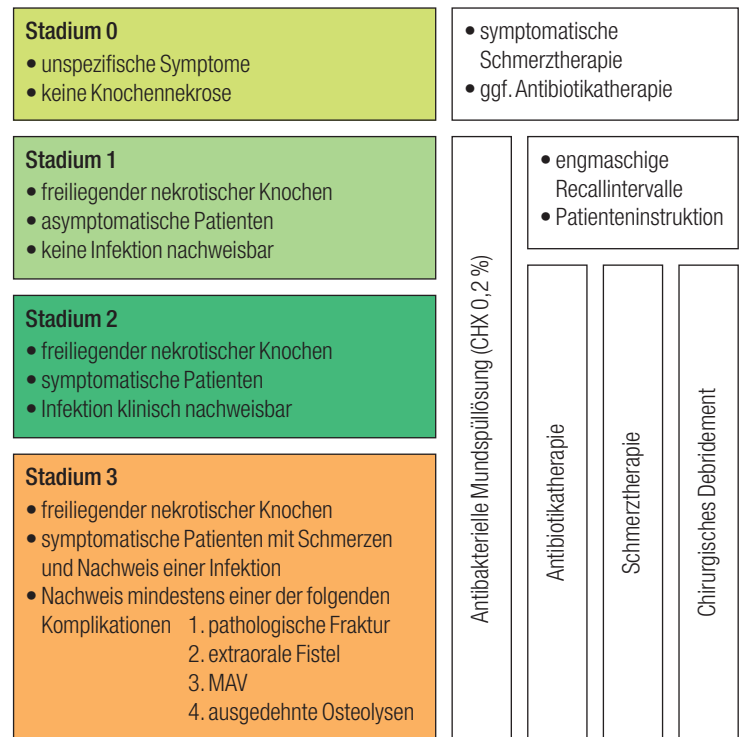 Stadium 0
• unspezifische Symptome
• keine Knochennekrose
• symptomatische
Schmerztherapie
• ggf. Antibiotikatherapie
Stadium 1
• freiliegender nekrotischer Knochen
• asymptomatische Patienten
• keine Infektion nachweisbar
Stadium 2
• freiliegender nekrotischer Knochen
• symptomatische Patienten
• Infektion klinisch nachweisbar
Stadium 3
• freiliegender nekrotischer Knochen
• symptomatische Patienten mit Schmerzen
und Nachweis einer Infektion
• Nachweis mindestens einer der folgenden
Komplikationen 1. pathologische Fraktur
2. extraorale Fistel
3. MAV
4. ausgedehnte Osteolysen
Antibakterielle Mundspüllösung (CHX 0,2 %)
• engmaschige
Recallintervalle
• Patienteninstruktion
Antibiotikatherapie
Schmerztherapie
Chirurgisches Debridement